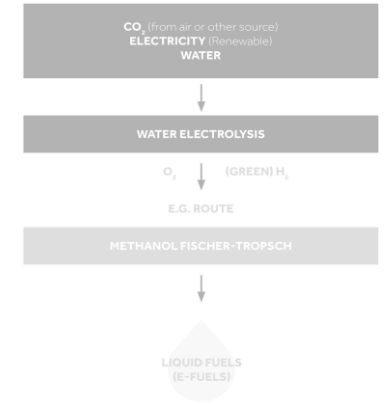 CO₂ (from air or other source)
ELECTRICITY (Renewable)
WATER
WATER ELECTROLYSIS
O₂ (GREEN) H₂
E.G. ROUTE
METHANOL FISCHER-TROPSCH
LIQUID FUELS
(E-FUELS)